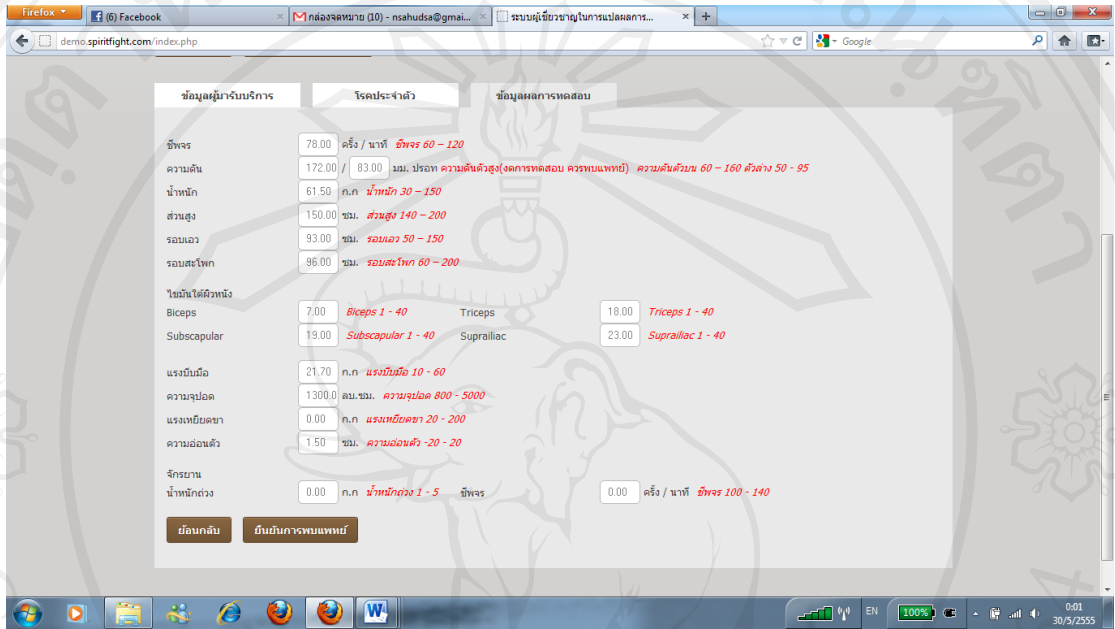 Firefox
(6) Facebook
กล่องจดหมาย (10) - nsahudsa@gmai...
ระบบผู้เชี่ยวชาญในการแปลผลการ...
demo.spiritfight.com/index.php
Google
ข้อมูลผู้มารับบริการ โรคประจำตัว ข้อมูลผลการทดสอบ
ชีพจร 78.00 ครั้ง / นาที ชีพจร 60 – 120
ความดัน 172.00 / 83.00 มม. ปรอท ความดันตัวสูง(งดการทดสอบ ควรพบแพทย์) ความดันตัวบน 60 – 160 ตัวล่าง 50 - 95
น้ำหนัก 61.50 ก.ก น้ำหนัก 30 – 150
ส่วนสูง 150.00 ซม. ส่วนสูง 140 – 200
รอบเอว 93.00 ซม. รอบเอว 50 – 150
รอบสะโพก 96.00 ซม. รอบสะโพก 60 – 200
ไขมันใต้ผิวหนัง
Biceps 7.00 Biceps 1 - 40 Triceps 18.00 Triceps 1 - 40
Subscapular 19.00 Subscapular 1 - 40 Suprailiac 23.00 Suprailiac 1 - 40
แรงบีบมือ 21.70 ก.ก แรงบีบมือ 10 - 60
ความจุปอด 1300.0 ลบ.ซม. ความจุปอด 800 - 5000
แรงเหยียดขา 0.00 ก.ก แรงเหยียดขา 20 - 200
ความอ่อนตัว 1.50 ซม. ความอ่อนตัว -20 - 20
จักรยาน
น้ำหนักถ่วง 0.00 ก.ก น้ำหนักถ่วง 1 - 5 ชีพจร 0.00 ครั้ง / นาที ชีพจร 100 - 140
ย้อนกลับ ยืนยันการพบแพทย์
EN 100% 0:01
30/5/2555